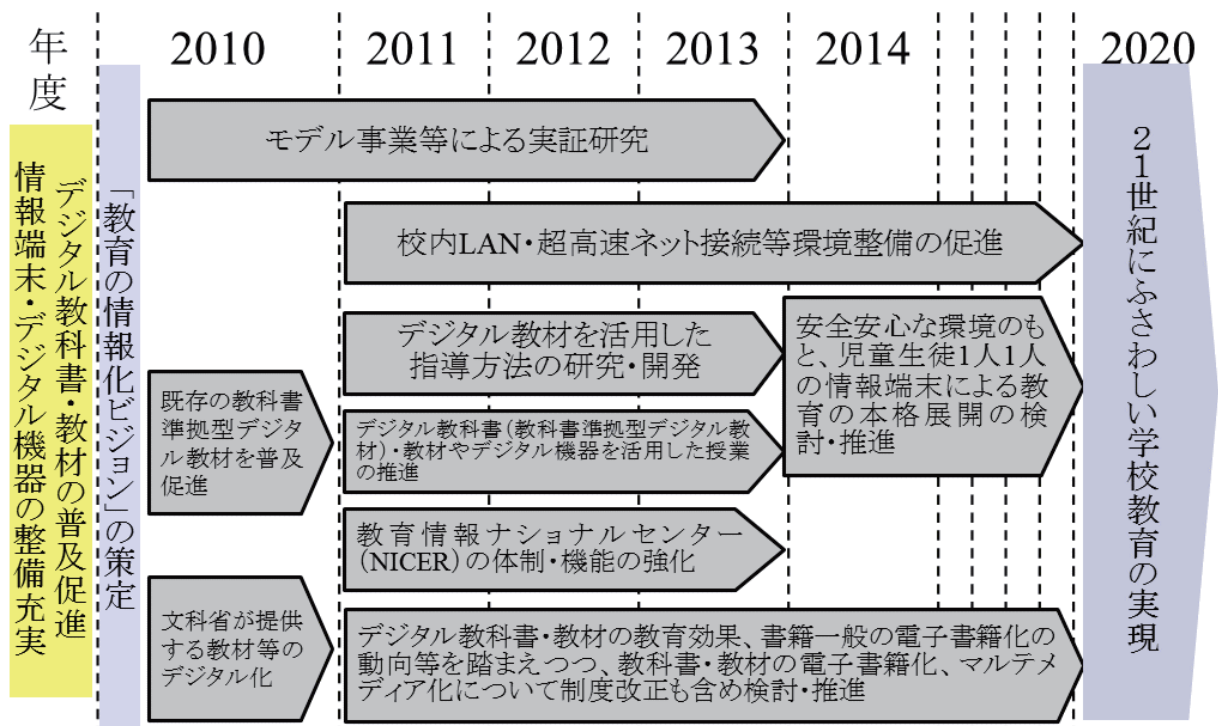 年度
2010
2011
2012
2013
2014
2020
デジタル教科書・教材の普及促進
情報端末・デジタル機器の整備充実
「教育の情報化ビジョン」の策定
モデル事業等による実証研究
校内LAN・超高速ネット接続等環境整備の促進
既存の教科書
準拠型デジタ
ル教材を普及
促進
デジタル教材を活用した
指導方法の研究・開発
安全安心な環境のも
と、児童生徒1人1人
の情報端末による教
育の本格展開の検
討・推進
デジタル教科書(教科書準拠型デジタル教
材)・教材やデジタル機器を活用した授業
の推進
教育情報ナショナルセンター
(NICER)の体制・機能の強化
文科省が提供
する教材等の
デジタル化
デジタル教科書・教材の教育効果、書籍一般の電子書籍化の
動向等を踏まえつつ、教科書・教材の電子書籍化、マルテメ
ディア化について制度改正も含め検討・推進
21世紀にふさわしい学校教育の実現